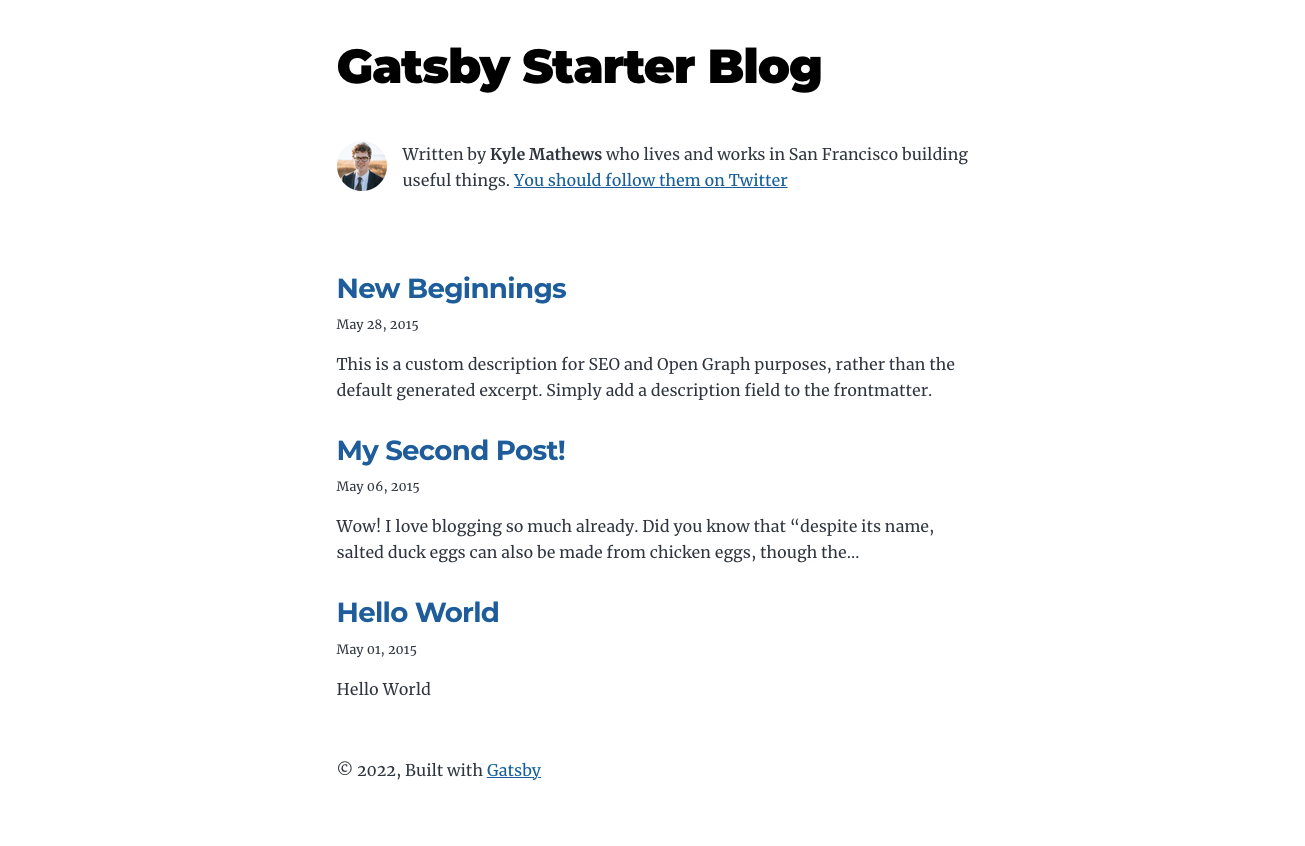 Gatsby Starter Blog
Written by Kyle Mathews who lives and works in San Francisco building
useful things. You should follow them on Twitter
New Beginnings
May 28, 2015
This is a custom description for SEO and Open Graph purposes, rather than the
default generated excerpt. Simply add a description field to the frontmatter.
My Second Post!
May 06, 2015
Wow! I love blogging so much already. Did you know that “despite its name,
salted duck eggs can also be made from chicken eggs, though the…
Hello World
May 01, 2015
Hello World
© 2022, Built with Gatsby